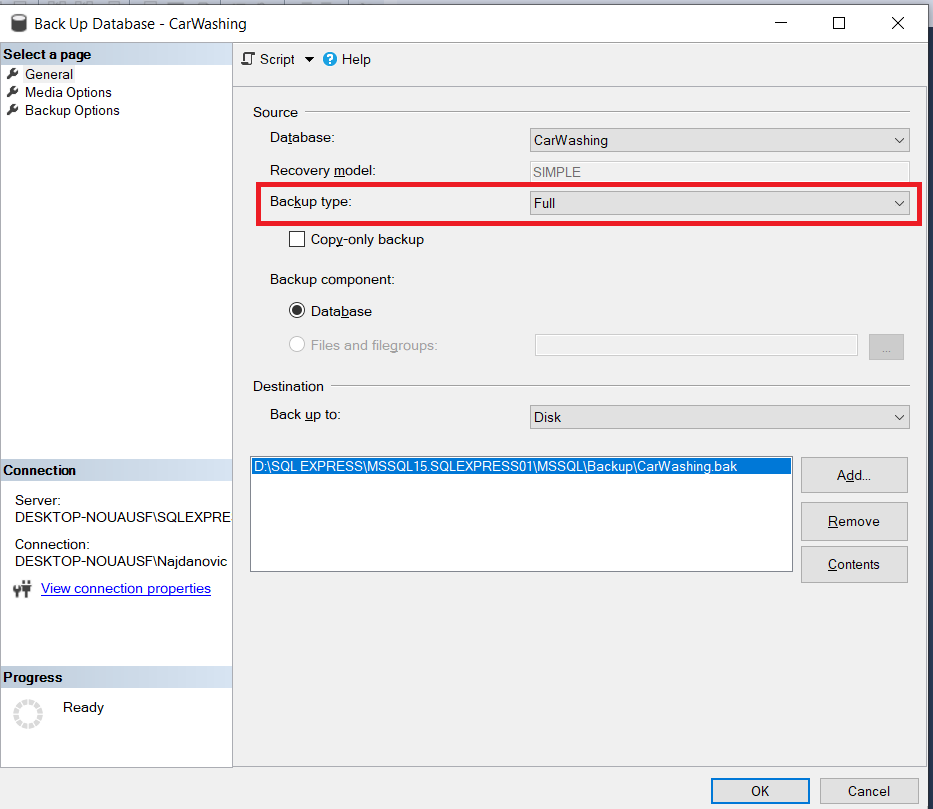 Back Up Database - CarWashing
Select a page
General
Media Options
Backup Options
Script
Help
Source
Database:
CarWashing
Recovery model:
SIMPLE
Backup type:
Full
Copy-only backup
Backup component:
Database
Files and filegroups:
...
Destination
Back up to:
Disk
D:\SQL EXPRESS\MSSQL15.SQLEXPRESS01\MSSQL\Backup\CarWashing.bak
Add...
Remove
Contents
Connection
Server:
DESKTOP-NOUAUSF\SQLEXPRE
Connection:
DESKTOP-NOUAUSF\Najdanovic
View connection properties
Progress
Ready
OK
Cancel